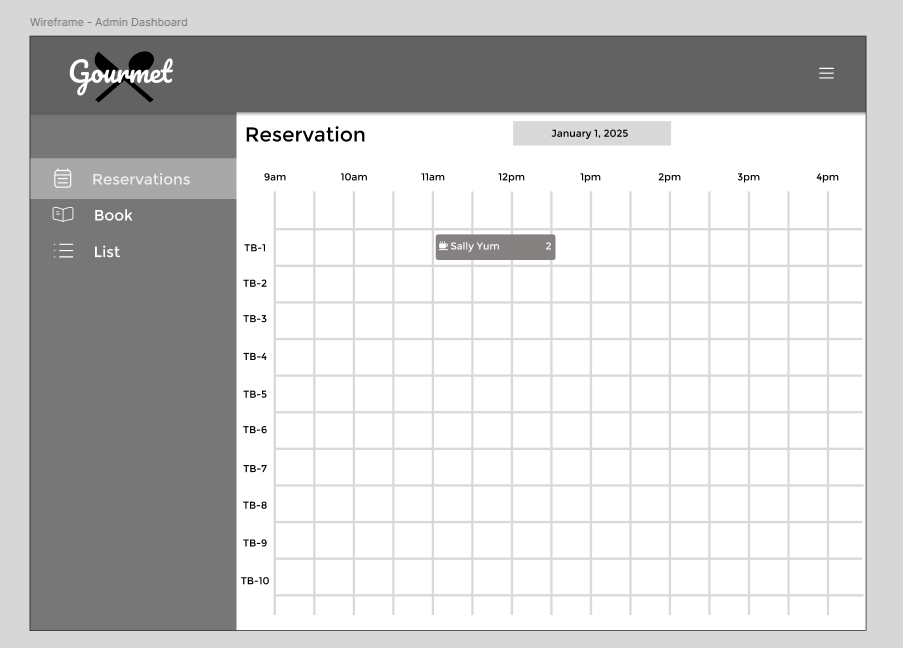 Wireframe - Admin Dashboard
Gourmet
Reservation
January 1, 2025
Reservations
Book
List
9am 10am 11am 12pm 1pm 2pm 3pm 4pm
TB-1
Sally Yum 2
TB-2
TB-3
TB-4
TB-5
TB-6
TB-7
TB-8
TB-9
TB-10